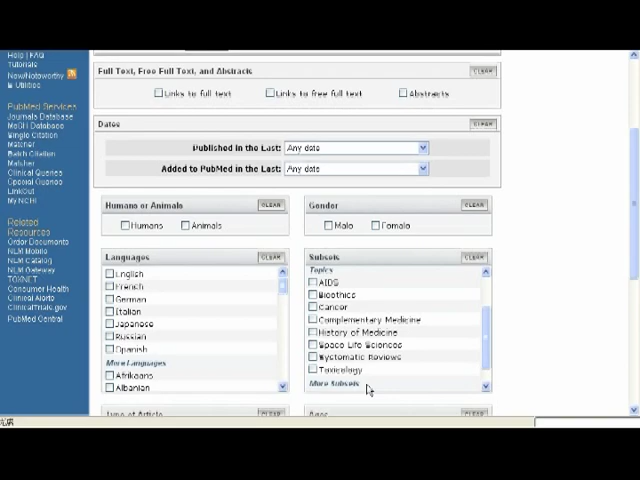 Help | FAQ
Tutorials
New/Noteworthy
E-Utilities
PubMed Services
Journals Database
MeSH Database
Single Citation
Matcher
Batch Citation
Matcher
Clinical Queries
Special Queries
LinkOut
My NCBI
Related
Resources
Order Documents
NLM Mobile
NLM Catalog
NLM Gateway
TOXNET
Consumer Health
Clinical Alerts
ClinicalTrials.gov
PubMed Central
Full Text, Free Full Text, and Abstracts CLEAR
Links to full text Links to free full text Abstracts
Dates CLEAR
Published in the Last: Any date
Added to PubMed in the Last: Any date
Humans or Animals CLEAR
Humans Animals
Gender CLEAR
Male Female
Languages CLEAR
English
French
German
Italian
Japanese
Russian
Spanish
More Languages
Afrikaans
Albanian
Subsets CLEAR
Topics
AIDS
Bioethics
Cancer
Complementary Medicine
History of Medicine
Space Life Sciences
Systematic Reviews
Toxicology
More Subsets
Type of Article CLEAR
Ages CLEAR